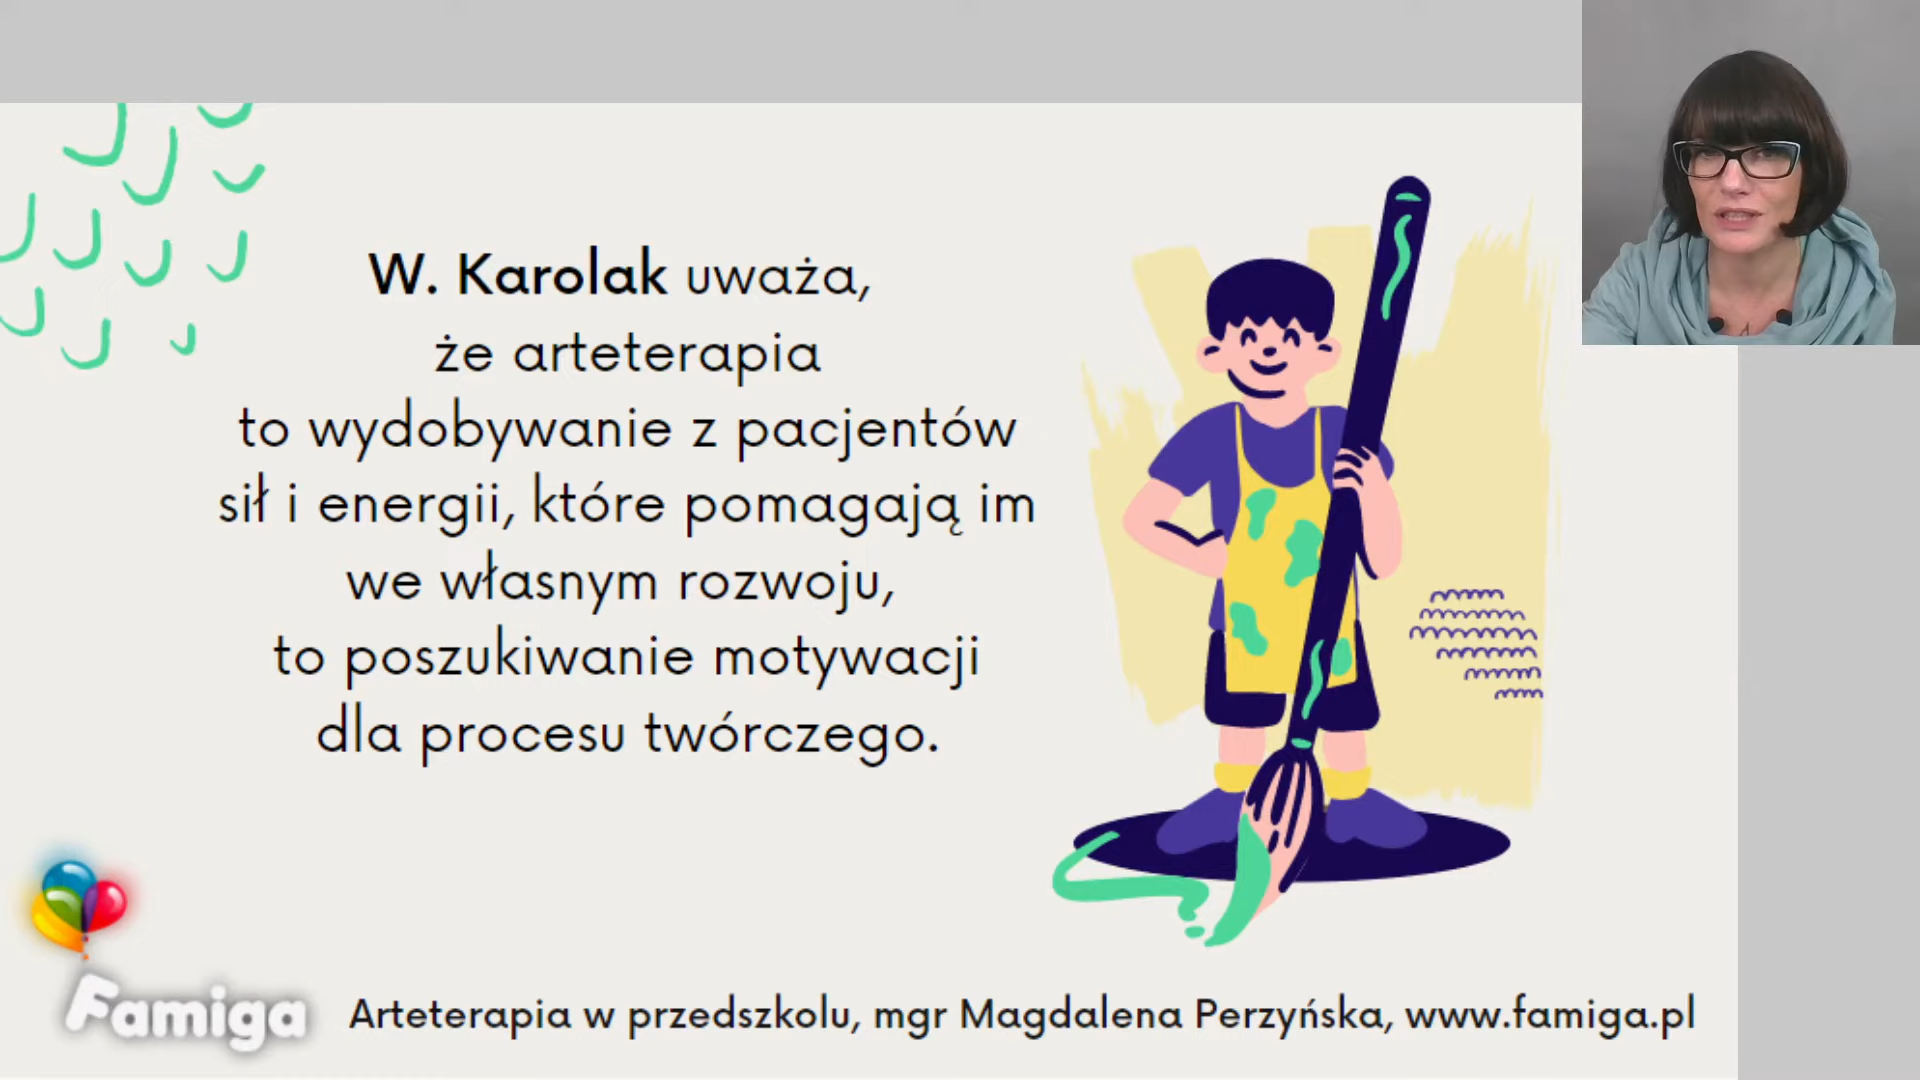 W. Karolak uważa,
że arteterapia
to wydobywanie z pacjentów
sił i energii, które pomagają im
we własnym rozwoju,
to poszukiwanie motywacji
dla procesu twórczego.
Famiga
Arteterapia w przedszkolu, mgr Magdalena Perzyńska, www.famiga.pl